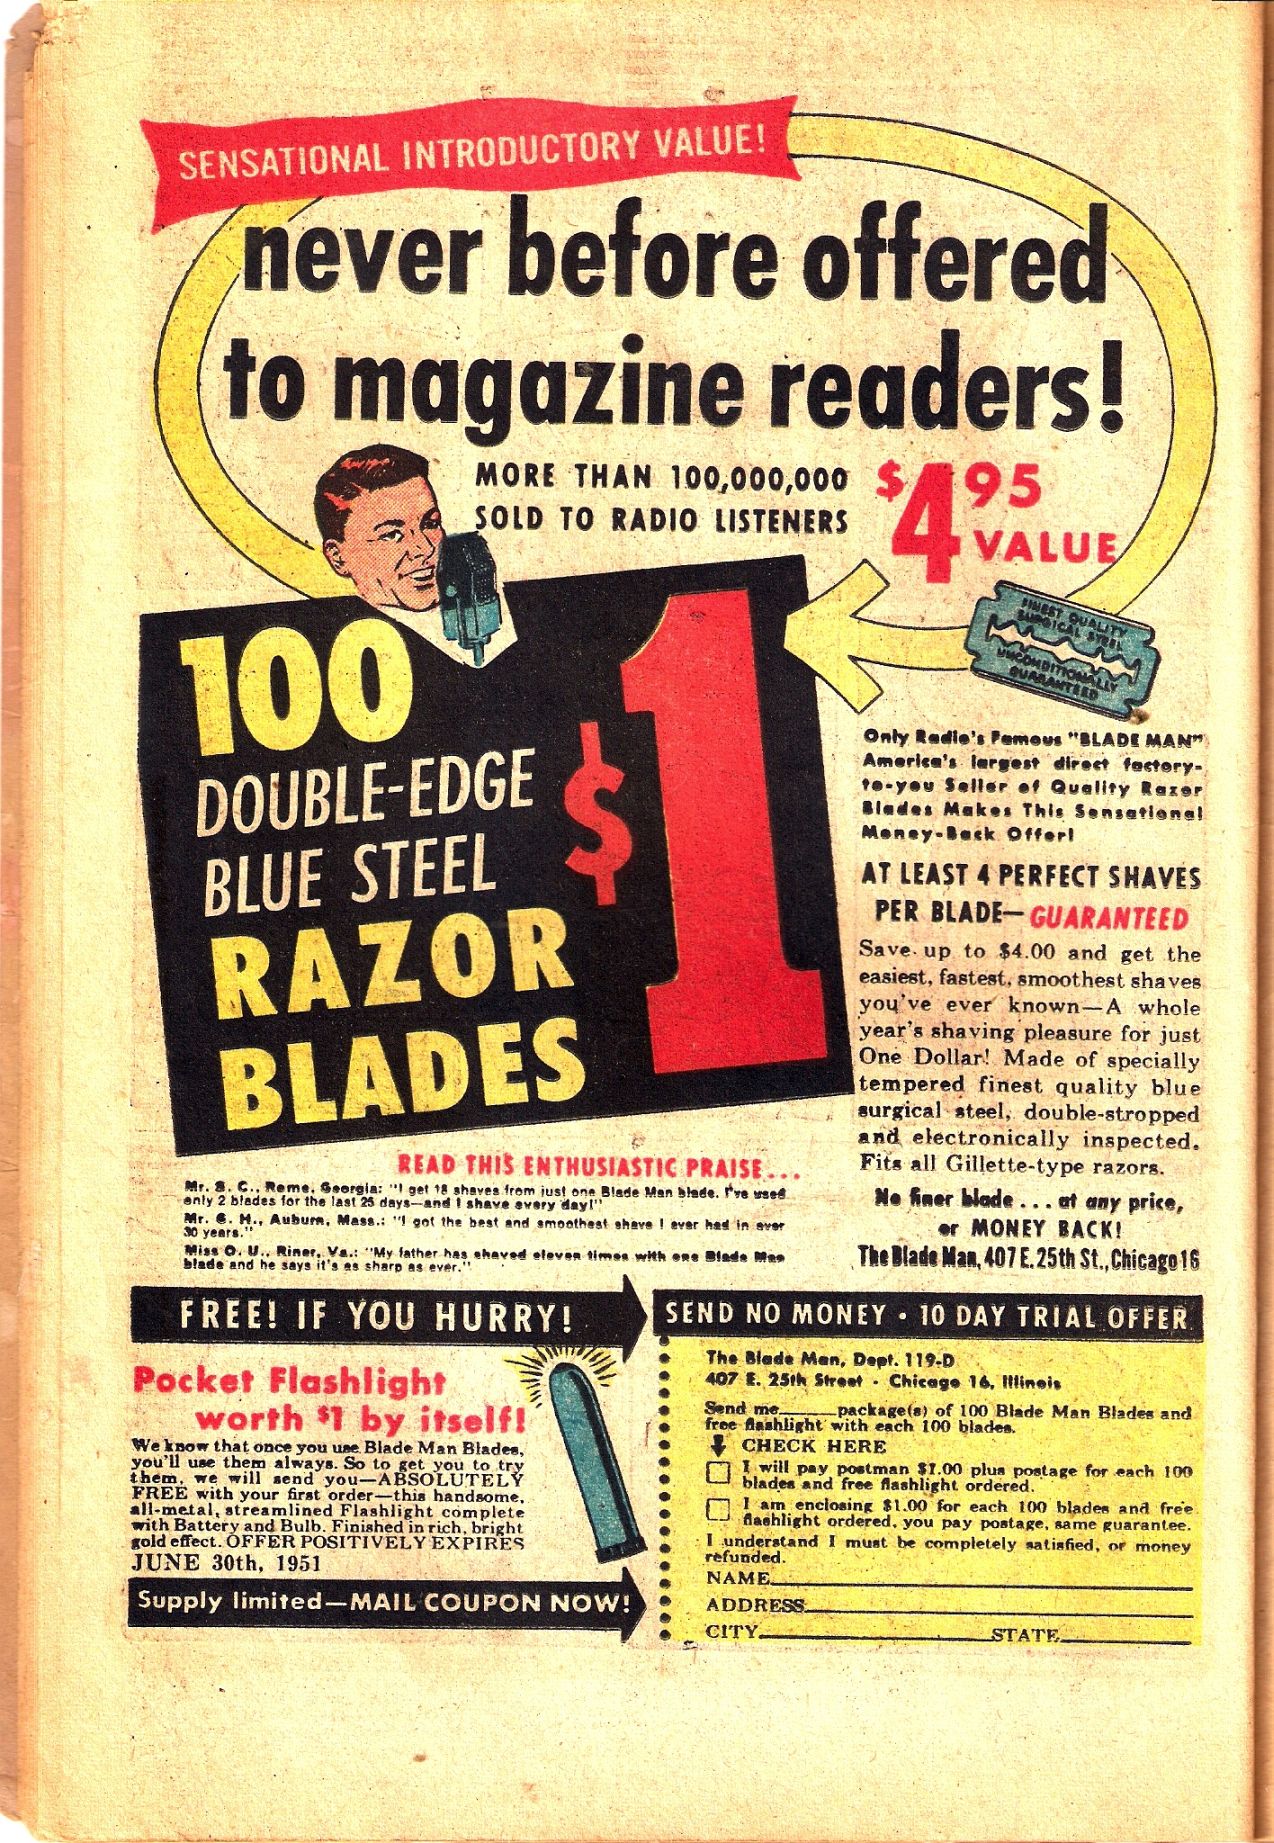 SENSATIONAL INTRODUCTORY VALUE!
never before offered
to magazine readers!
MORE THAN 100,000,000
SOLD TO RADIO LISTENERS
$4.95
VALUE
FINEST QUALITY
SURGICAL STEEL
UNCONDITIONALLY
GUARANTEED
100
DOUBLE-EDGE
BLUE STEEL
RAZOR
BLADES
$1
Only Radio's Famous "BLADE MAN"
America's largest direct factory-
to-you Seller of Quality Razor
Blades Makes This Sensational
Money-Back Offer!
AT LEAST 4 PERFECT SHAVES
PER BLADE—GUARANTEED
Save up to $4.00 and get the
easiest, fastest, smoothest shaves
you've ever known—A whole
year's shaving pleasure for just
One Dollar! Made of specially
tempered finest quality blue
surgical steel, double-stropped
and electronically inspected.
Fits all Gillette-type razors.
No finer blade ... at any price,
or MONEY BACK!
The Blade Man, 407 E. 25th St., Chicago 16
READ THIS ENTHUSIASTIC PRAISE...
Mr. S. C., Rome, Georgia: "I get 18 shaves from just one Blade Man blade. I've used
only 2 blades for the last 25 days—and I shave every day!"
Mr. G. H., Auburn, Mass.: "I got the best and smoothest shave I ever had in over
30 years."
Miss O. U., Riner, Va.: "My father has shaved eleven times with one Blade Man
blade and he says it's as sharp as ever."
FREE! IF YOU HURRY!
Pocket Flashlight
worth $1 by itself!
We know that once you use Blade Man Blades,
you'll use them always. So to get you to try
them, we will send you—ABSOLUTELY
FREE with your first order—this handsome,
all-metal, streamlined Flashlight complete
with Battery and Bulb. Finished in rich, bright
gold effect. OFFER POSITIVELY EXPIRES
JUNE 30th, 1951
Supply limited—MAIL COUPON NOW!
SEND NO MONEY • 10 DAY TRIAL OFFER
The Blade Man, Dept. 119-D
407 E. 25th Street - Chicago 16, Illinois
Send me_____package(s) of 100 Blade Man Blades and
free flashlight with each 100 blades.
CHECK HERE
I will pay postman $1.00 plus postage for each 100
blades and free flashlight ordered.
I am enclosing $1.00 for each 100 blades and free
flashlight ordered, you pay postage, same guarantee.
I understand I must be completely satisfied, or money
refunded.
NAME
ADDRESS
CITY STATE